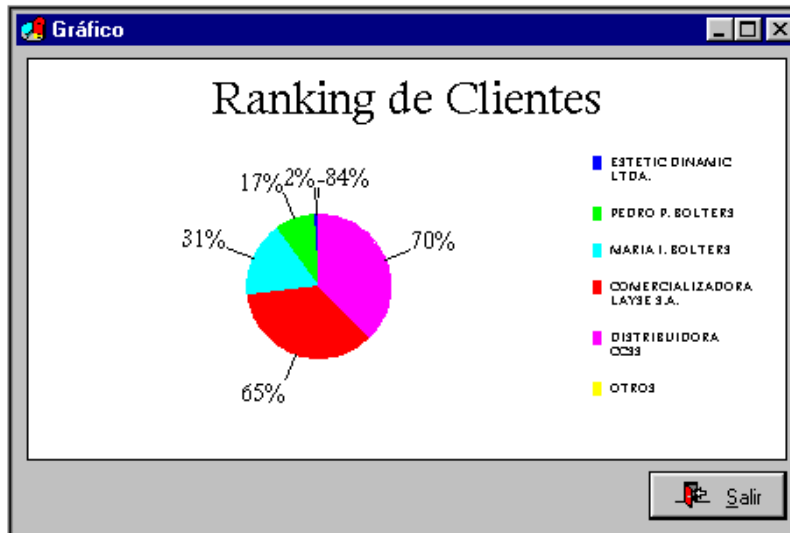 Gráfico
Ranking de Clientes
17% 2% -84%
31%
70%
65%
ESTETIC DINAMIC
LTDA.
PEDRO P. BOLTERS
MARIA I. BOLTERS
COMERCIALIZADORA
LAYSE S.A.
DISTRIBUIDORA
CCSS
OTROS
Salir